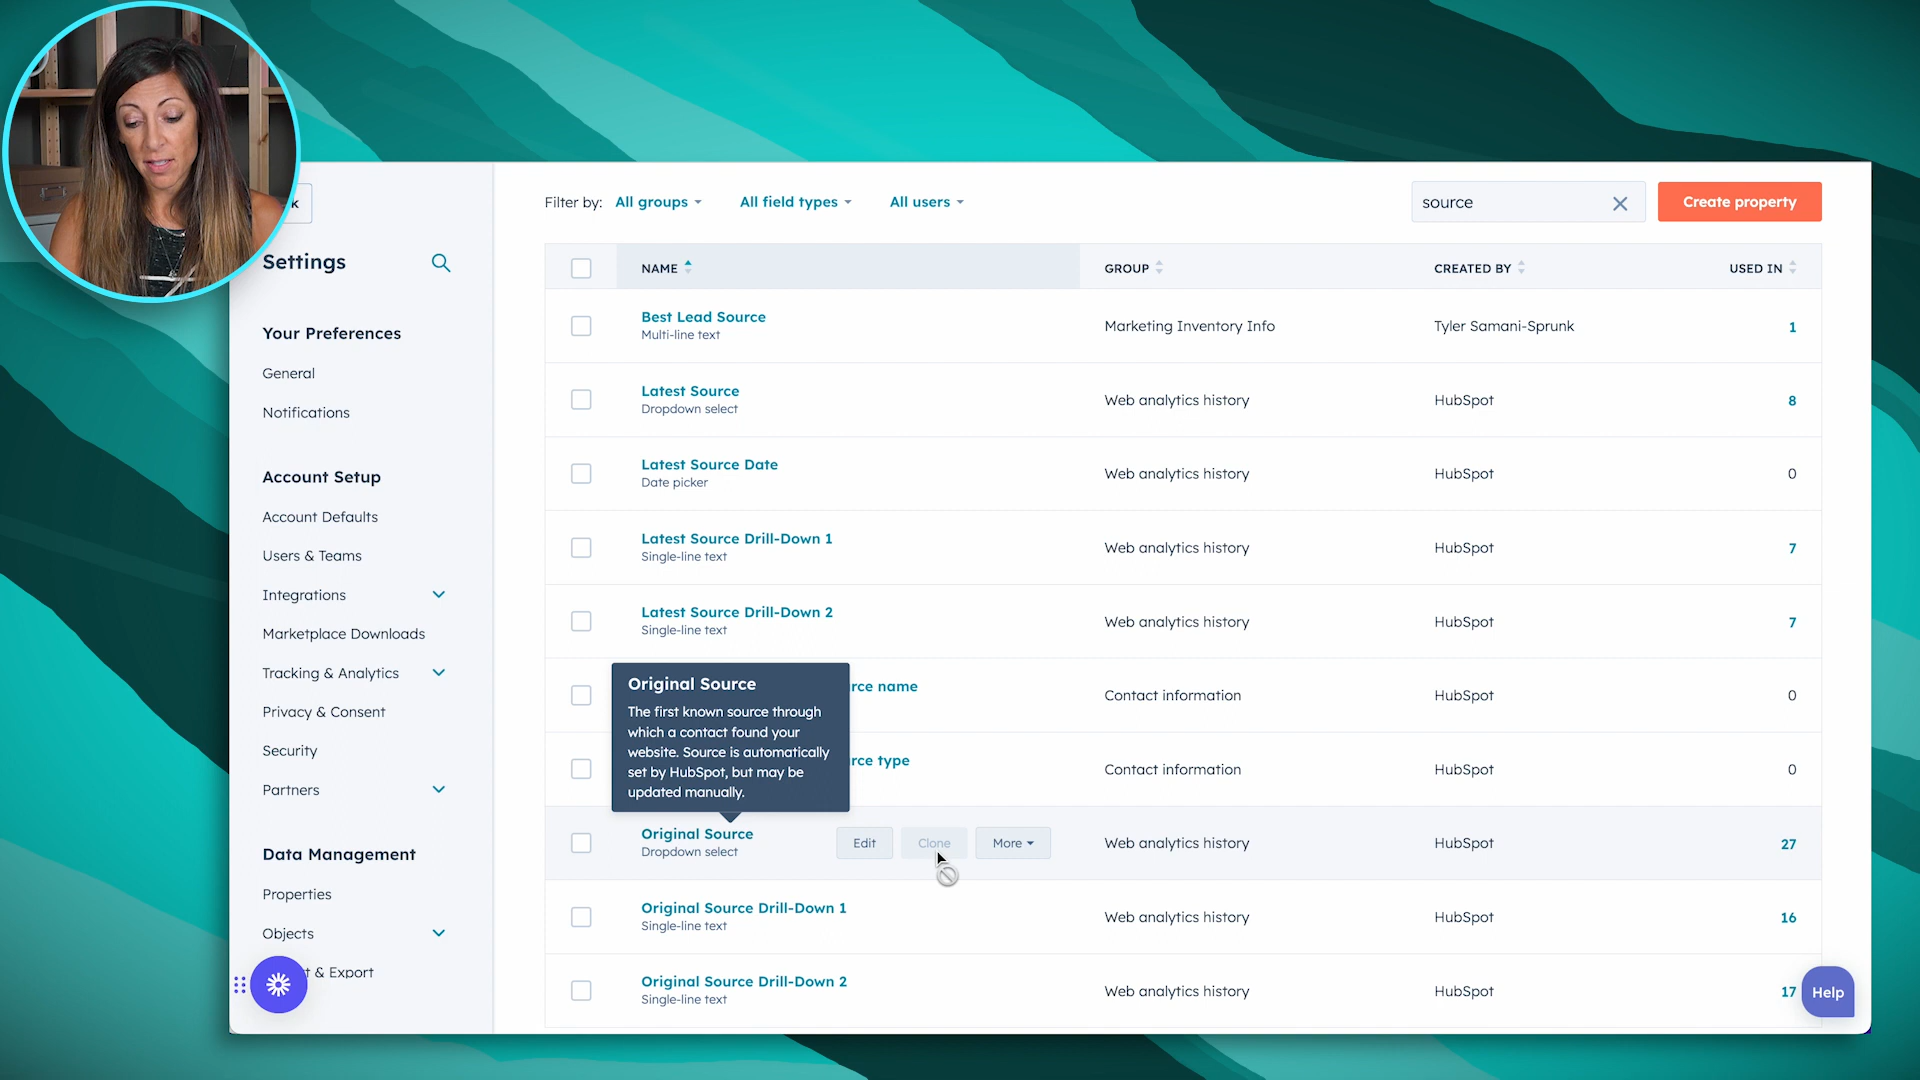 Filter by: All groups All field types All users source Create property
Settings
Your Preferences
General
Notifications
Account Setup
Account Defaults
Users & Teams
Integrations
Marketplace Downloads
Tracking & Analytics
Privacy & Consent
Security
Partners
Data Management
Properties
Objects
& Export
NAME GROUP CREATED BY USED IN
Best Lead Source
Multi-line text
Marketing Inventory Info Tyler Samani-Sprunk 1
Latest Source
Dropdown select
Web analytics history HubSpot 8
Latest Source Date
Date picker
Web analytics history HubSpot 0
Latest Source Drill-Down 1
Single-line text
Web analytics history HubSpot 7
Latest Source Drill-Down 2
Single-line text
Web analytics history HubSpot 7
rce name
Contact information HubSpot 0
rce type
Contact information HubSpot 0
Original Source
The first known source through
which a contact found your
website. Source is automatically
set by HubSpot, but may be
updated manually.
Original Source
Dropdown select
Edit Clone More
Web analytics history HubSpot 27
Original Source Drill-Down 1
Single-line text
Web analytics history HubSpot 16
Original Source Drill-Down 2
Single-line text
Web analytics history HubSpot 17
Help